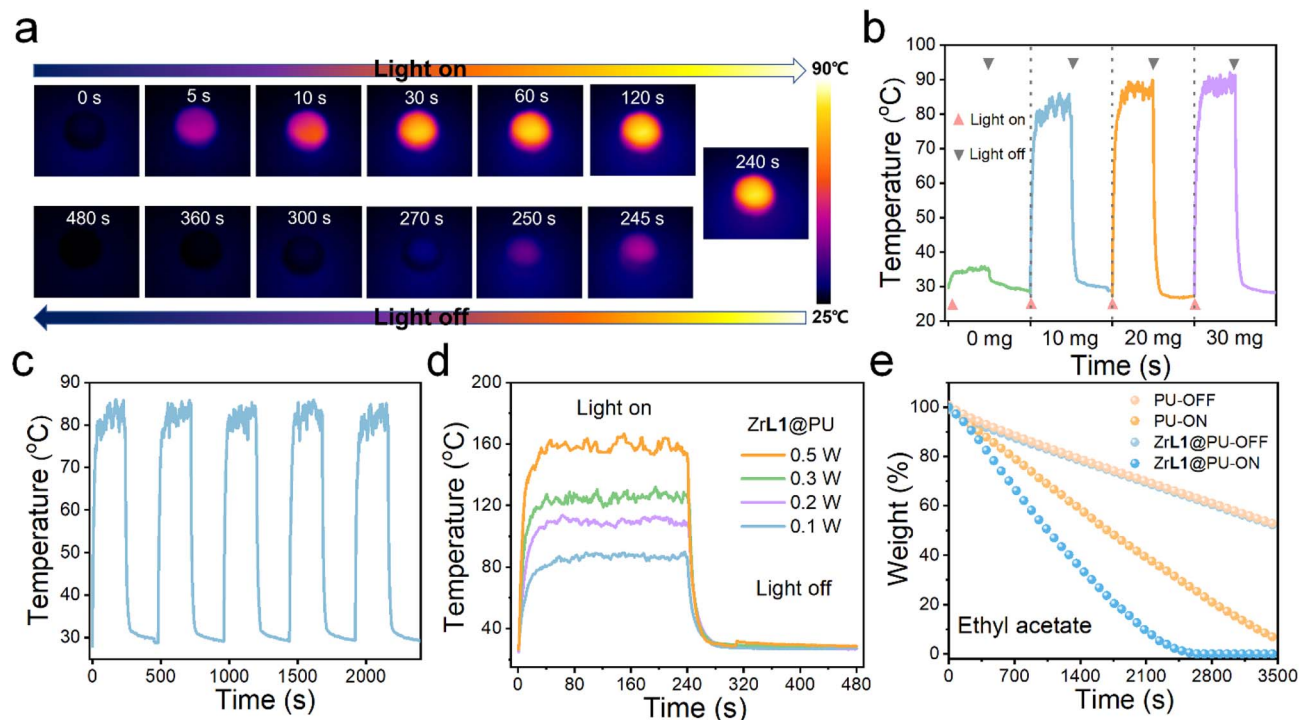 a
Light on
90℃
0 s
5 s
10 s
30 s
60 s
120 s
240 s
480 s
360 s
300 s
270 s
250 s
245 s
Light off
25℃
b
Temperature (°C)
100
90
80
70
60
50
40
30
20
Light on
Light off
0 mg
10 mg
20 mg
30 mg
Time (s)
c
Temperature (°C)
90
80
70
60
50
40
30
0
500
1000
1500
2000
Time (s)
d
Temperature (°C)
200
160
120
80
40
Light on
ZrL1@PU
0.5 W
0.3 W
0.2 W
0.1 W
Light off
0
80
160
240
320
400
480
Time (s)
e
Weight (%)
100
80
60
40
20
0
PU-OFF
PU-ON
ZrL1@PU-OFF
ZrL1@PU-ON
Ethyl acetate
0
700
1400
2100
2800
3500
Time (s)